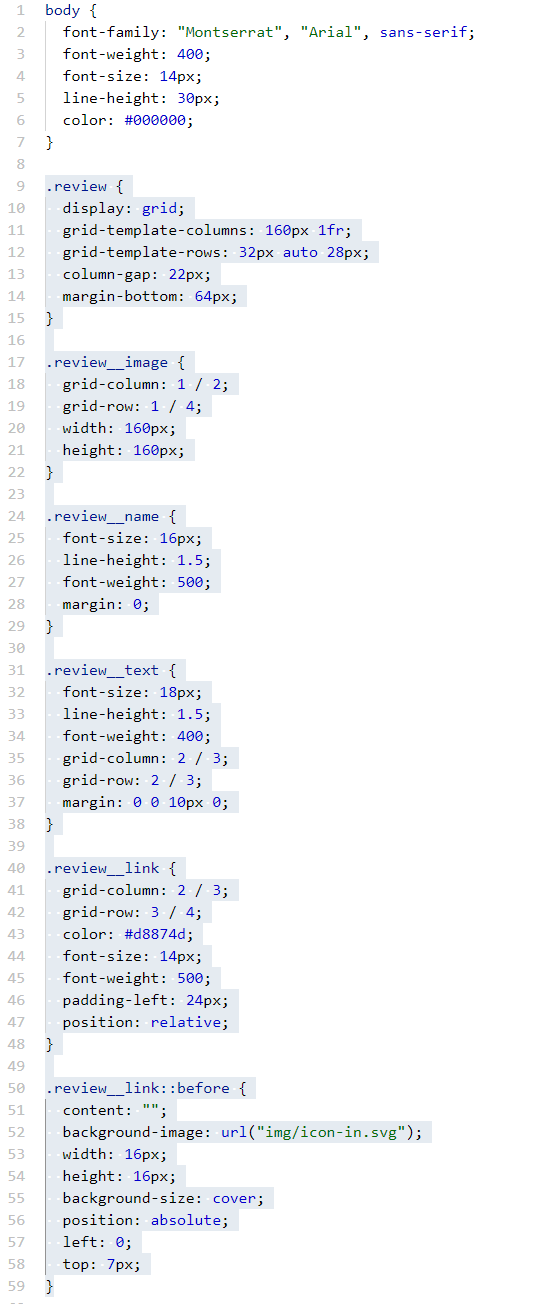 1 body {
2   font-family: "Montserrat", "Arial", sans-serif;
3   font-weight: 400;
4   font-size: 14px;
5   line-height: 30px;
6   color: #000000;
7 }
8
9 .review {
10   display: grid;
11   grid-template-columns: 160px 1fr;
12   grid-template-rows: 32px auto 28px;
13   column-gap: 22px;
14   margin-bottom: 64px;
15 }
16
17 .review__image {
18   grid-column: 1 / 2;
19   grid-row: 1 / 4;
20   width: 160px;
21   height: 160px;
22 }
23
24 .review__name {
25   font-size: 16px;
26   line-height: 1.5;
27   font-weight: 500;
28   margin: 0;
29 }
30
31 .review__text {
32   font-size: 18px;
33   line-height: 1.5;
34   font-weight: 400;
35   grid-column: 2 / 3;
36   grid-row: 2 / 3;
37   margin: 0 0 10px 0;
38 }
39
40 .review__link {
41   grid-column: 2 / 3;
42   grid-row: 3 / 4;
43   color: #d8874d;
44   font-size: 14px;
45   font-weight: 500;
46   padding-left: 24px;
47   position: relative;
48 }
49
50 .review__link::before {
51   content: "";
52   background-image: url("img/icon-in.svg");
53   width: 16px;
54   height: 16px;
55   background-size: cover;
56   position: absolute;
57   left: 0;
58   top: 7px;
59 }